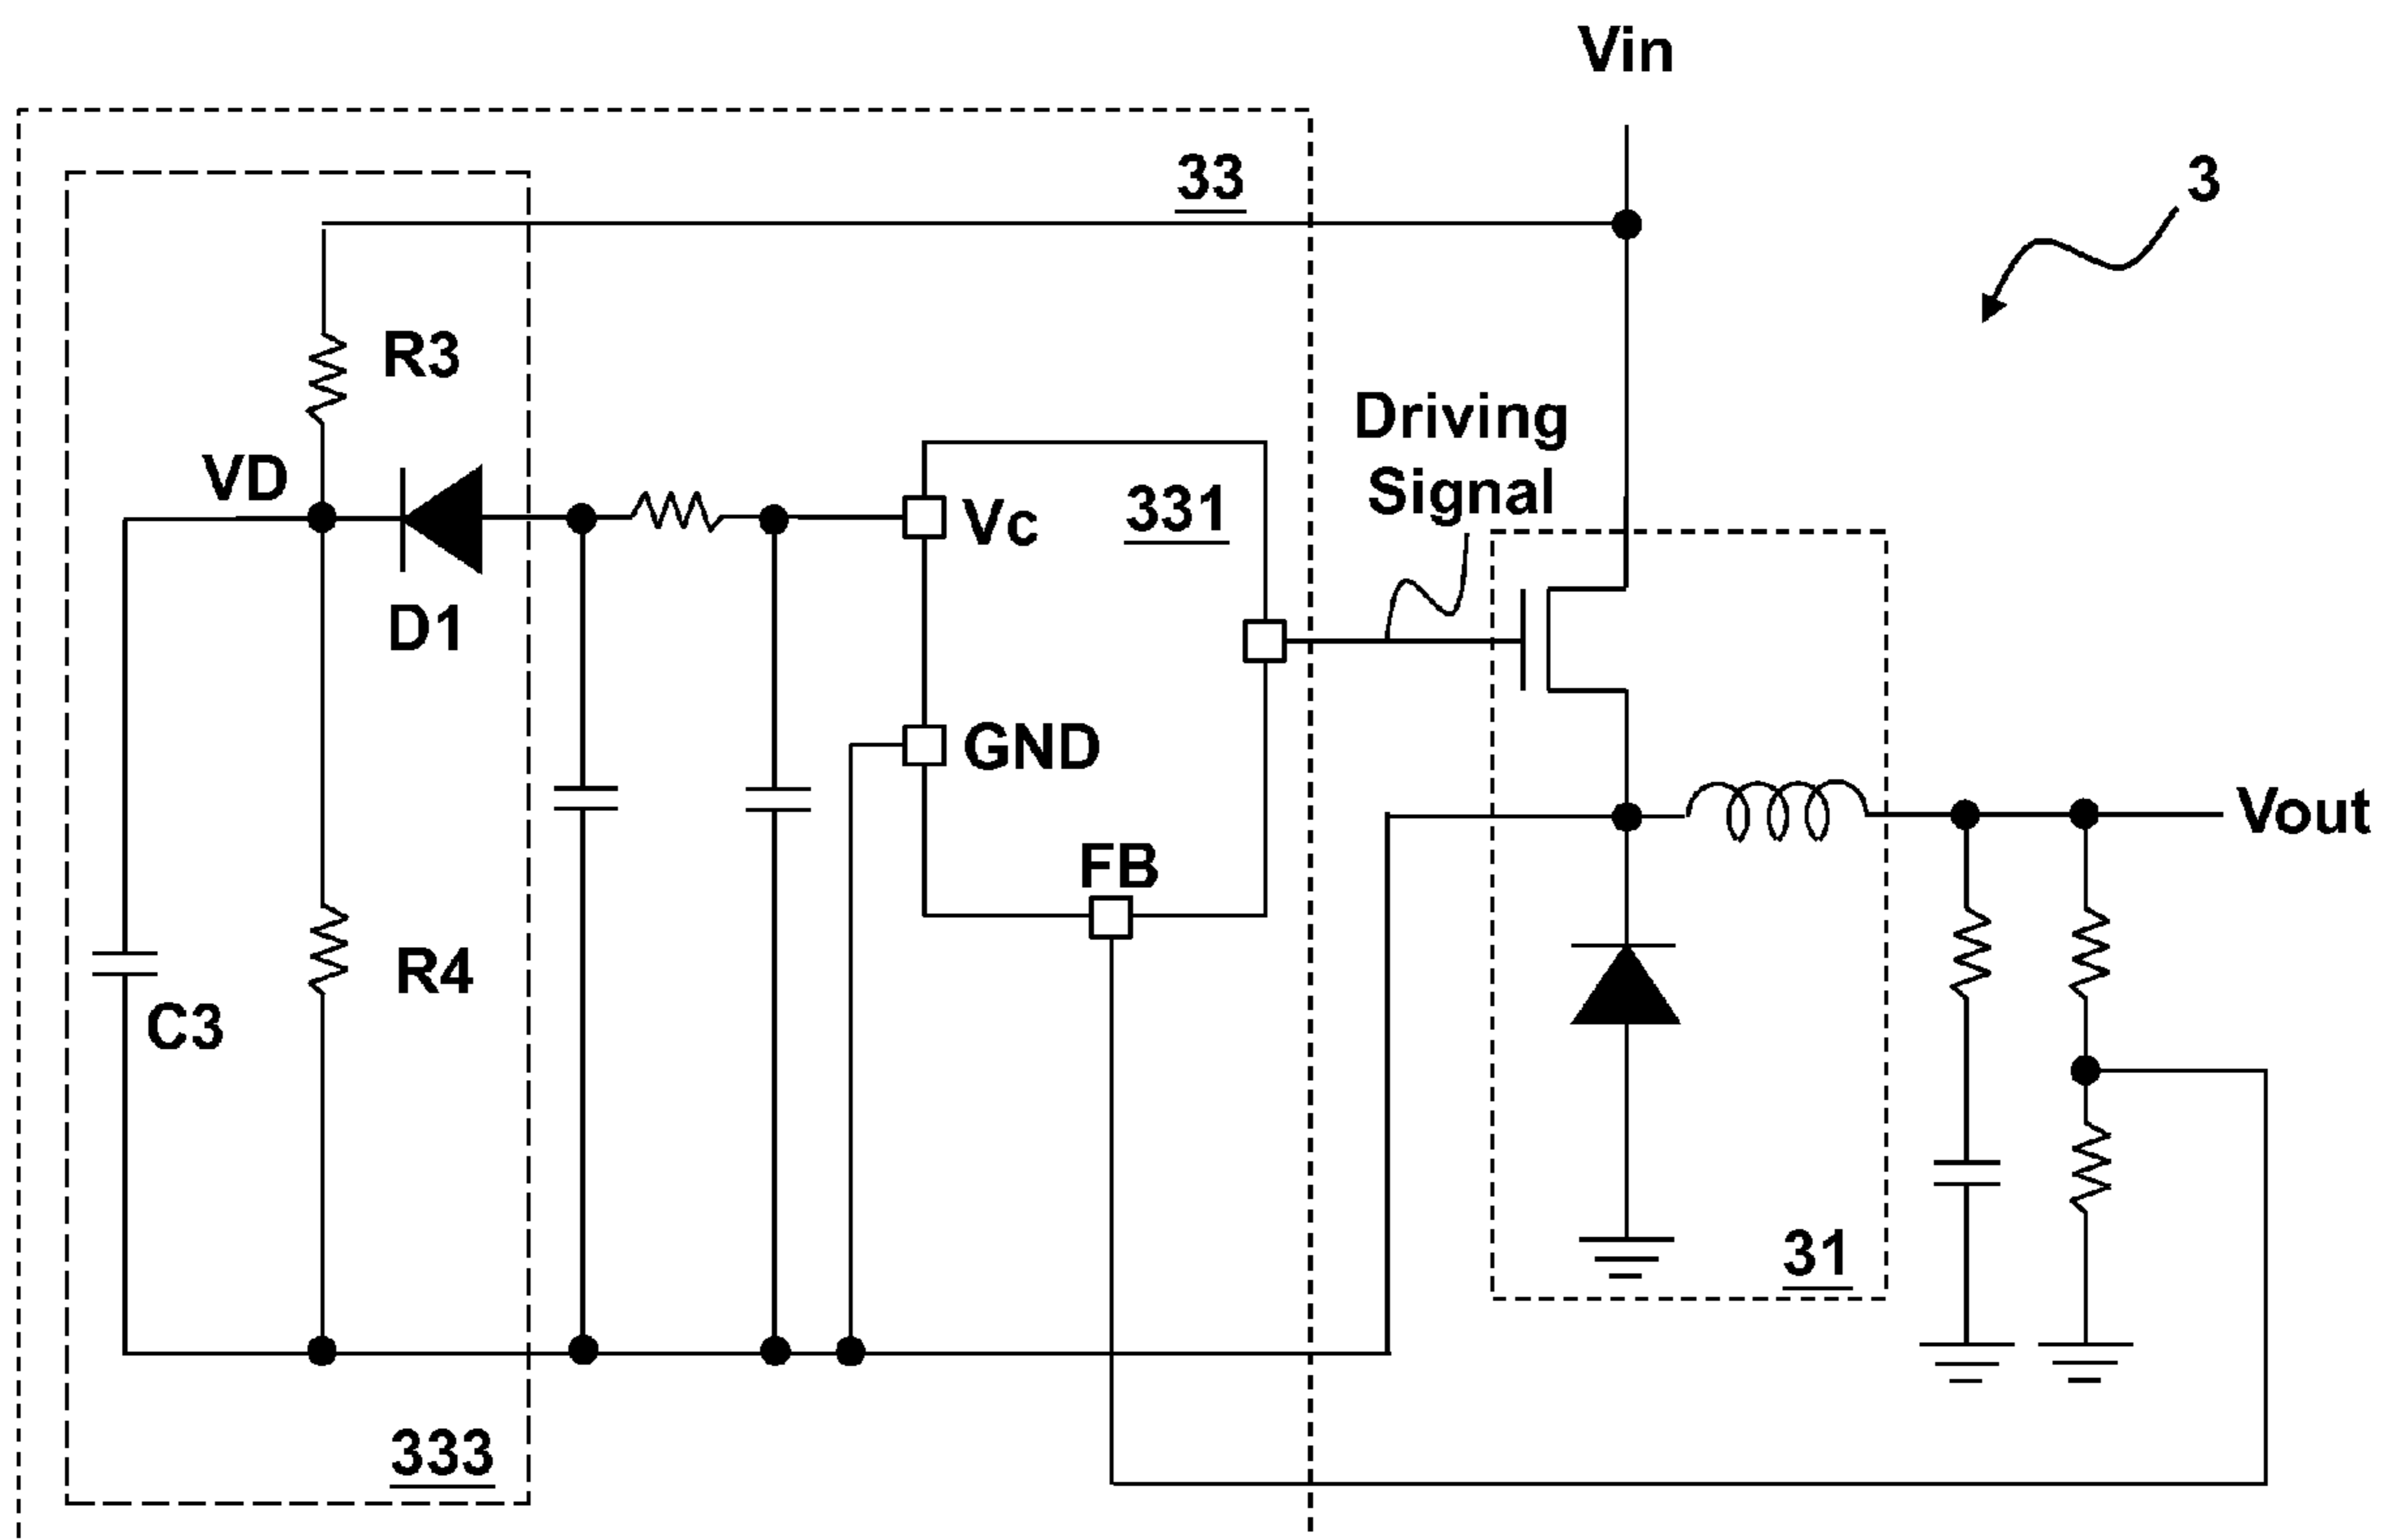 Vin
33
3
R3
Driving
Signal
VD
Vc
331
D1
GND
Vout
FB
R4
C3
31
333